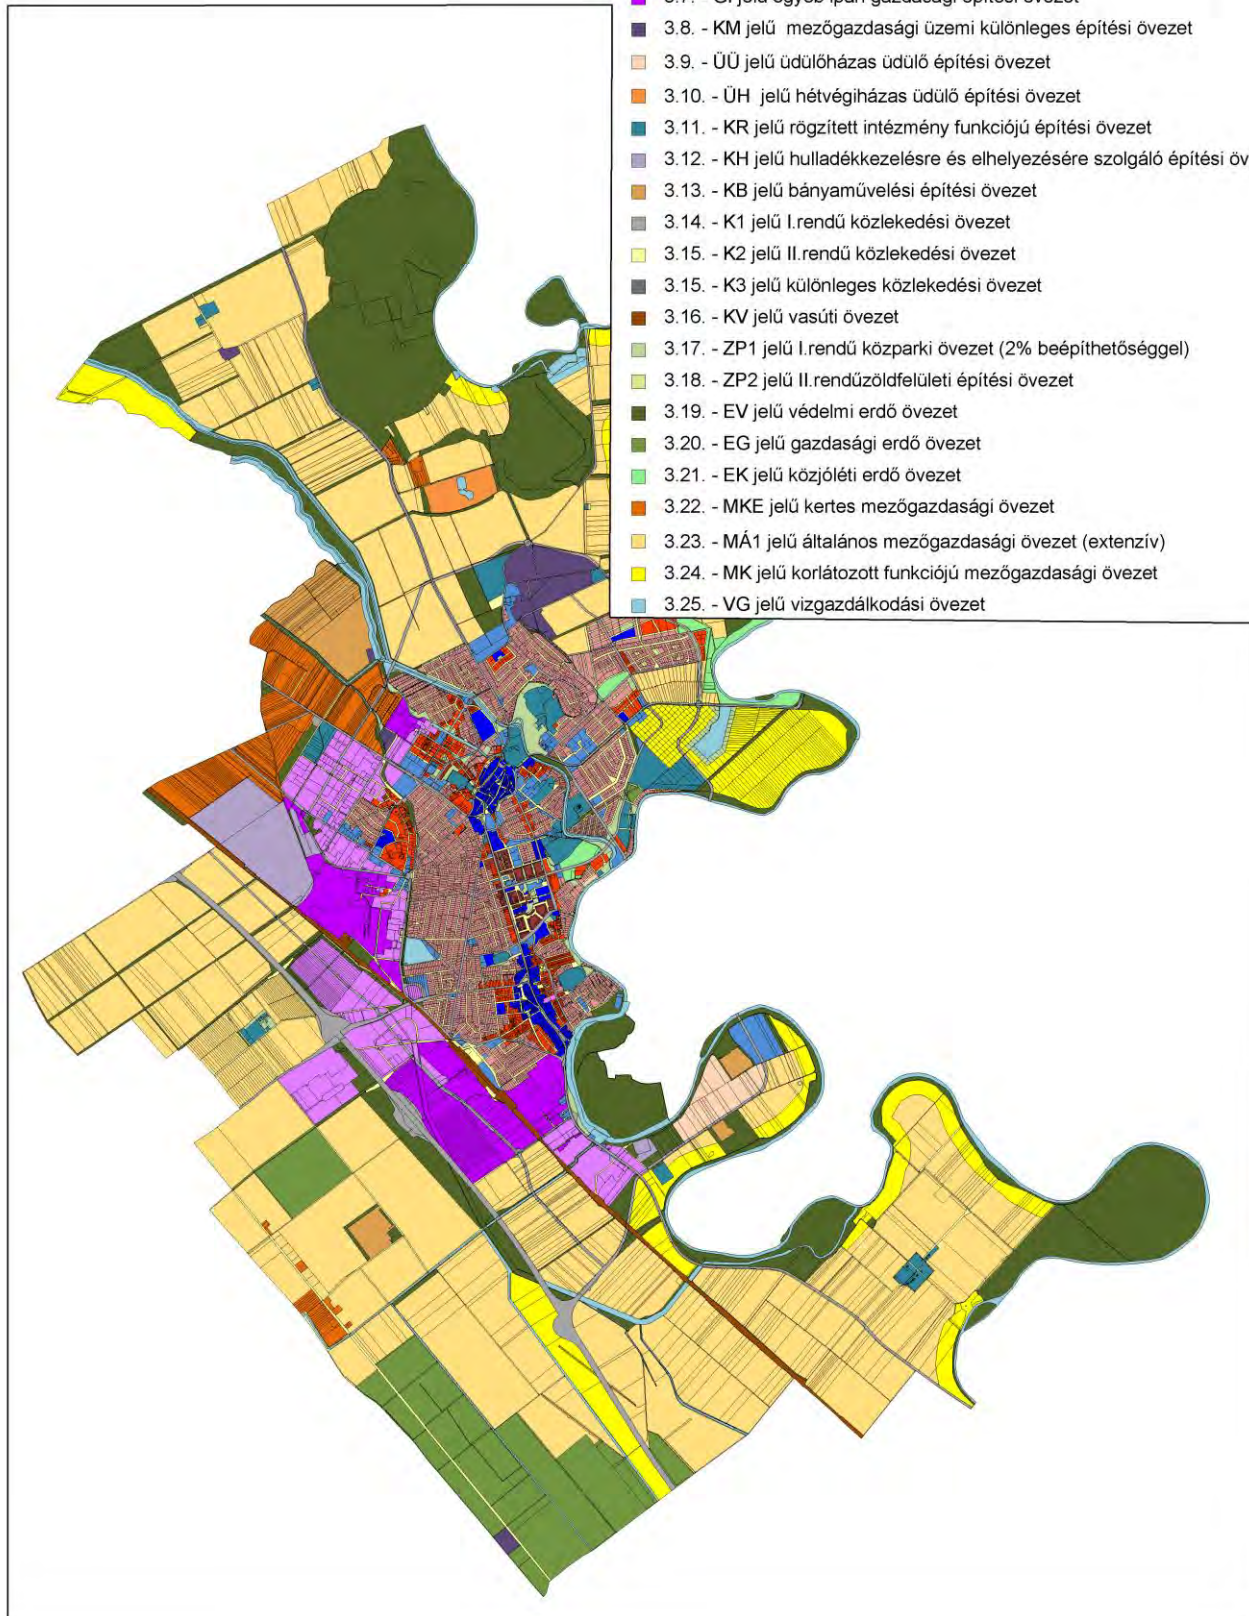 3.8. - KM jelű mezőgazdasági üzemi különleges építési övezet
3.9. - ÜÜ jelű üdülőházas üdülő építési övezet
3.10. - ÜH jelű hétvégiházas üdülő építési övezet
3.11. - KR jelű rögzített intézmény funkciójú építési övezet
3.12. - KH jelű hulladékkezelésre és elhelyezésére szolgáló építési öv
3.13. - KB jelű bányaművelési építési övezet
3.14. - K1 jelű I.rendű közlekedési övezet
3.15. - K2 jelű II.rendű közlekedési övezet
3.15. - K3 jelű különleges közlekedési övezet
3.16. - KV jelű vasúti övezet
3.17. - ZP1 jelű I.rendű közparki övezet (2% beépíthetőséggel)
3.18. - ZP2 jelű II.rendűzöldfelületi építési övezet
3.19. - EV jelű védelmi erdő övezet
3.20. - EG jelű gazdasági erdő övezet
3.21. - EK jelű közjóléti erdő övezet
3.22. - MKE jelű kertes mezőgazdasági övezet
3.23. - MÁ1 jelű általános mezőgazdasági övezet (extenzív)
3.24. - MK jelű korlátozott funkciójú mezőgazdasági övezet
3.25. - VG jelű vizgazdálkodási övezet